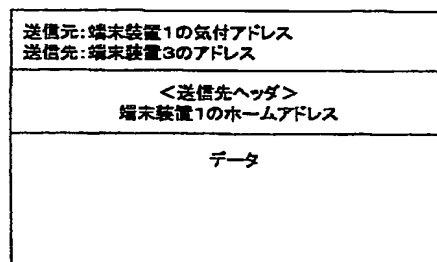 送信元:端末装置1の気付アドレス
送信先:端末装置3のアドレス
<送信先ヘッダ>
端末装置1のホームアドレス
データ